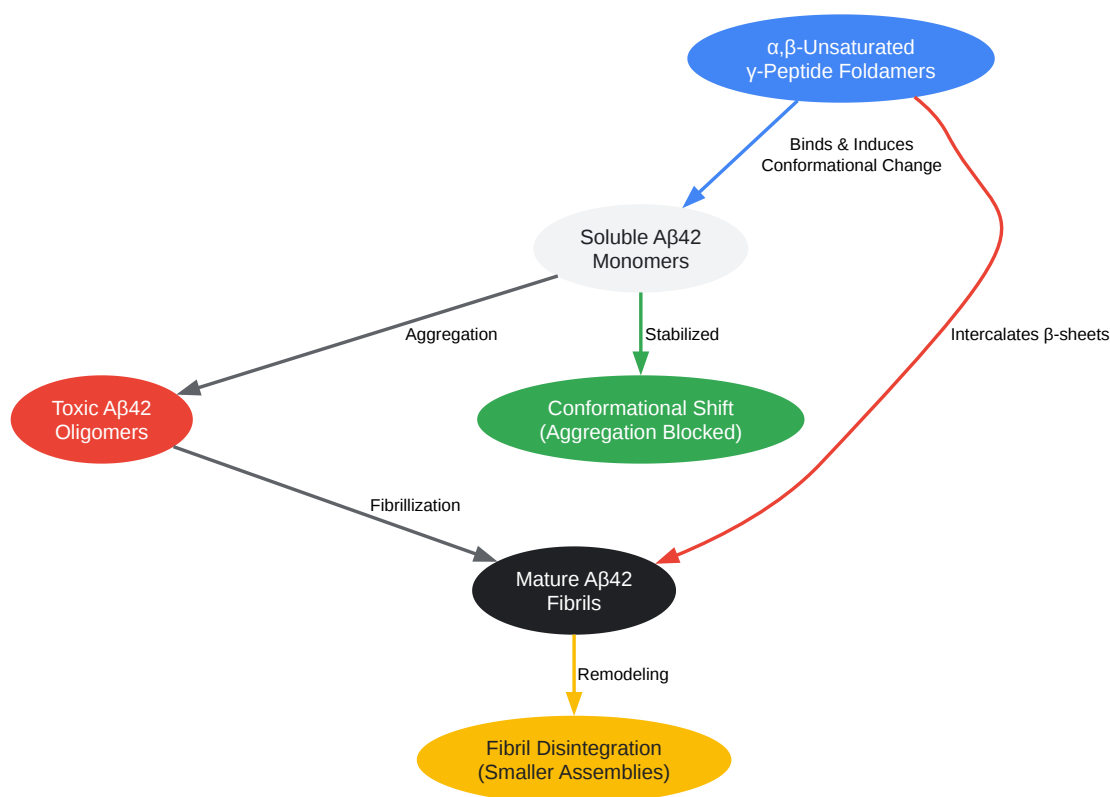 α,β-Unsaturated
γ-Peptide Foldamers
Binds & Induces
Conformational Change
Soluble Aβ42
Monomers
Aggregation
Stabilized
Intercalates β-sheets
Toxic Aβ42
Oligomers
Conformational Shift
(Aggregation Blocked)
Fibrillization
Mature Aβ42
Fibrils
Remodeling
Fibril Disintegration
(Smaller Assemblies)